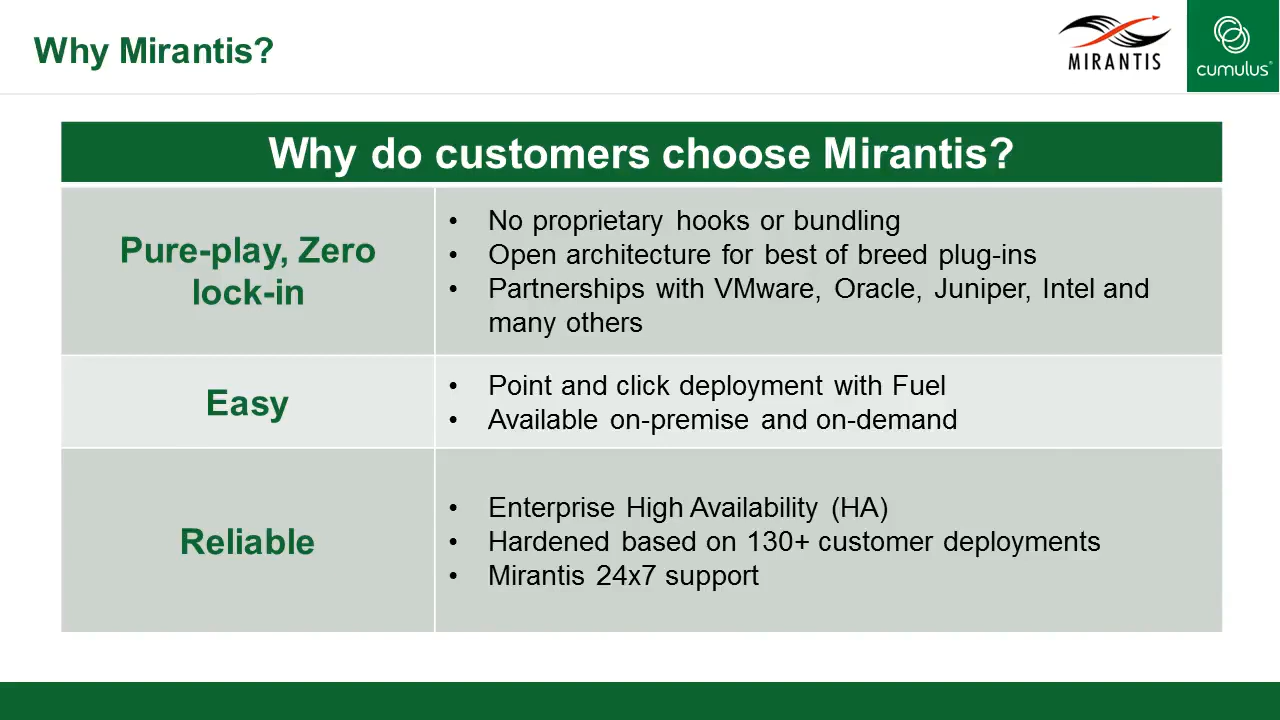 Why Mirantis?
MIRANTIS
cumulus®
Why do customers choose Mirantis?
Pure-play, Zero
lock-in
• No proprietary hooks or bundling
• Open architecture for best of breed plug-ins
• Partnerships with VMware, Oracle, Juniper, Intel and
many others
Easy
• Point and click deployment with Fuel
• Available on-premise and on-demand
Reliable
• Enterprise High Availability (HA)
• Hardened based on 130+ customer deployments
• Mirantis 24x7 support